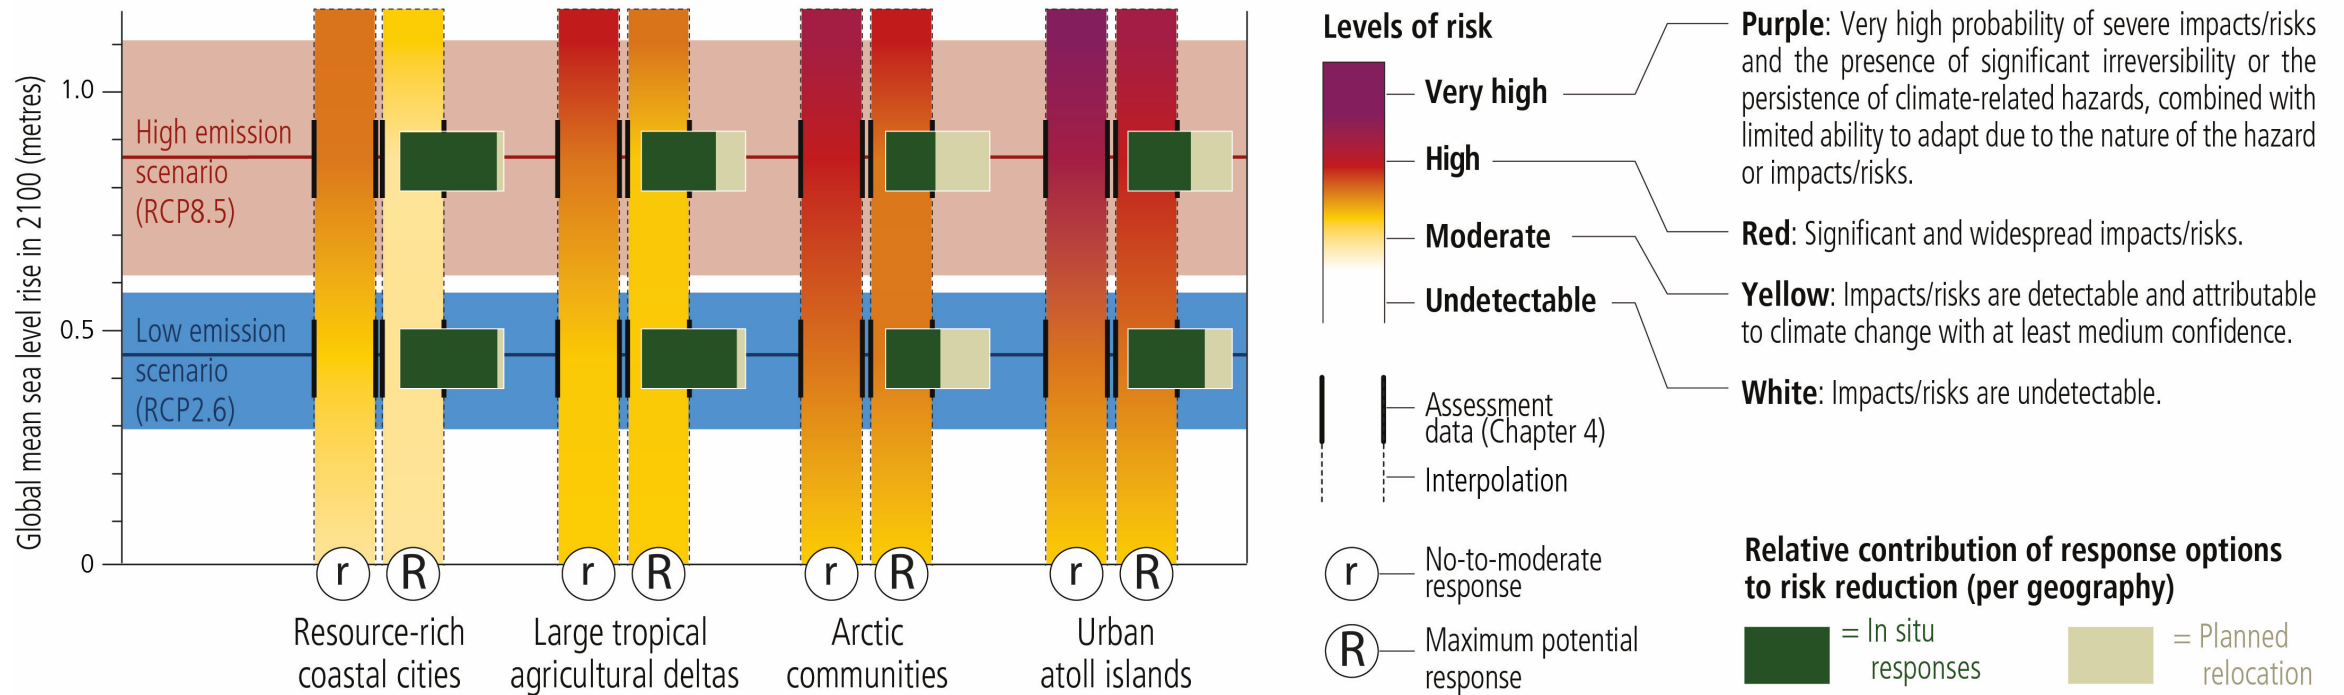 Global mean sea level rise in 2100 (metres)
1.0
0.5
0
High emission
scenario
(RCP8.5)
Low emission
scenario
(RCP2.6)
r
R
r
R
r
R
r
R
Resource-rich
coastal cities
Large tropical
agricultural deltas
Arctic
communities
Urban
atoll islands
Levels of risk
Very high
High
Moderate
Undetectable
Assessment
data (Chapter 4)
Interpolation
r
No-to-moderate
response
R
Maximum potential
response
Purple: Very high probability of severe impacts/risks
and the presence of significant irreversibility or the
persistence of climate-related hazards, combined with
limited ability to adapt due to the nature of the hazard
or impacts/risks.
Red: Significant and widespread impacts/risks.
Yellow: Impacts/risks are detectable and attributable
to climate change with at least medium confidence.
White: Impacts/risks are undetectable.
Relative contribution of response options
to risk reduction (per geography)
= In situ
responses
= Planned
relocation